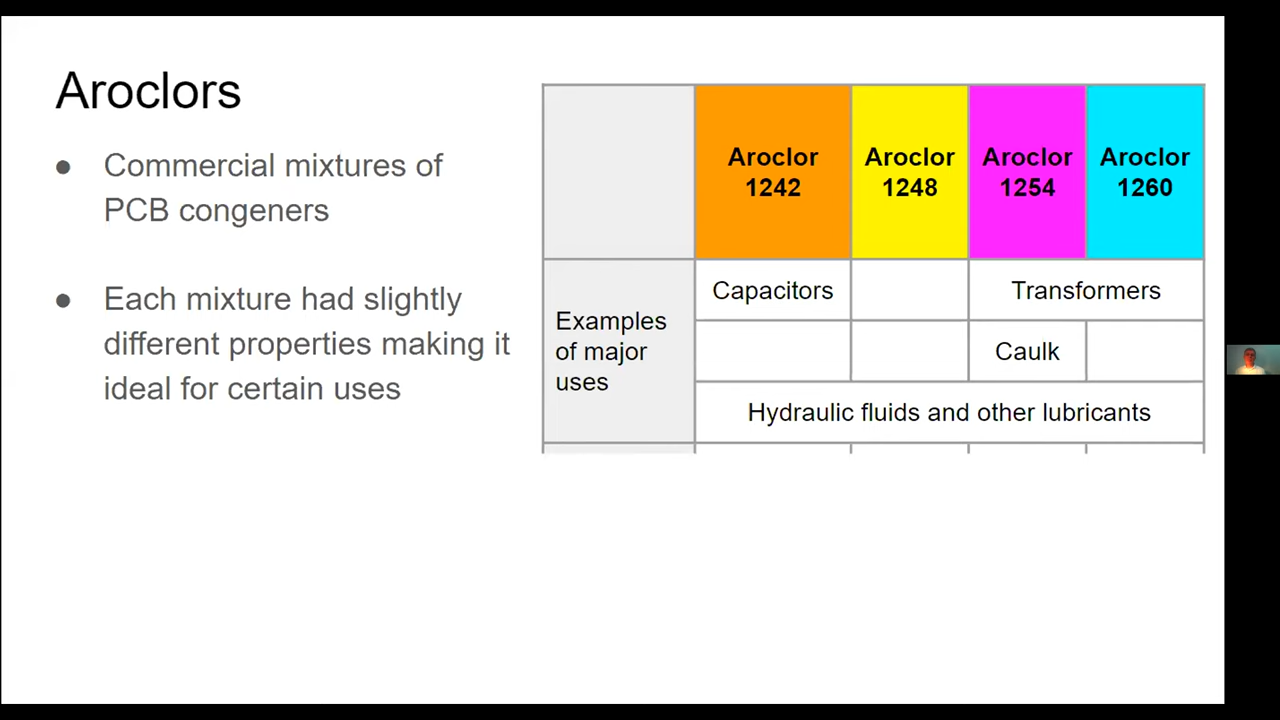 Aroclors
● Commercial mixtures of
PCB congeners
● Each mixture had slightly
different properties making it
ideal for certain uses
Aroclor
1242
Aroclor
1248
Aroclor
1254
Aroclor
1260
Examples
of major
uses
Capacitors
Transformers
Caulk
Hydraulic fluids and other lubricants